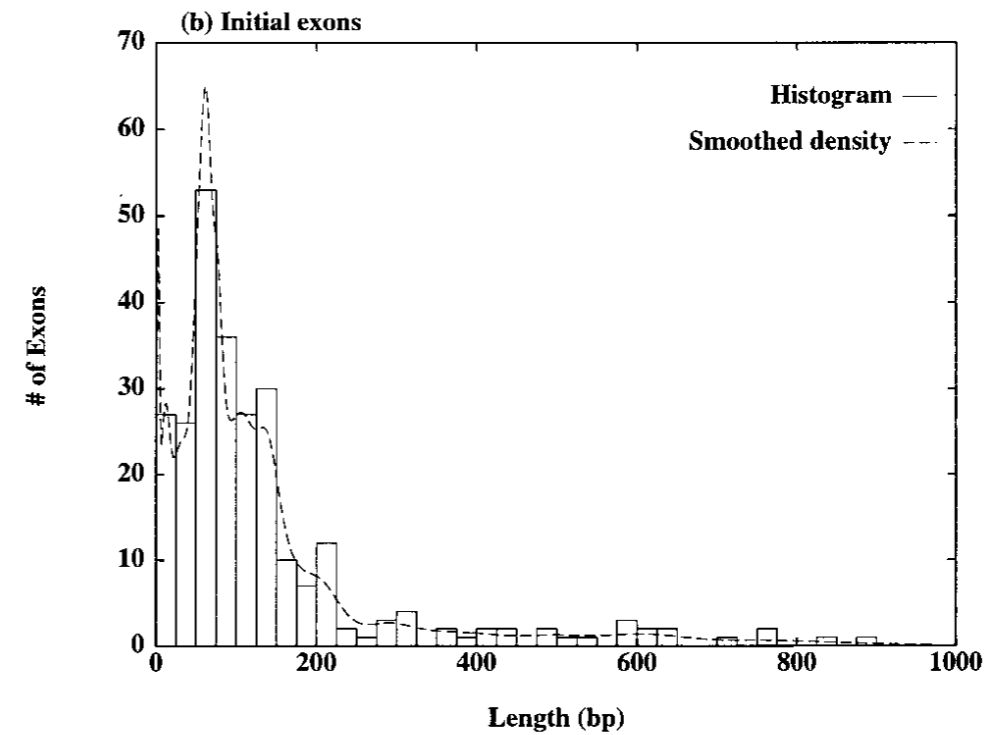 (b) Initial exons
70
60
50
40
30
20
10
0
# of Exons
Histogram
Smoothed density
0 200 400 600 800 1000
Length (bp)